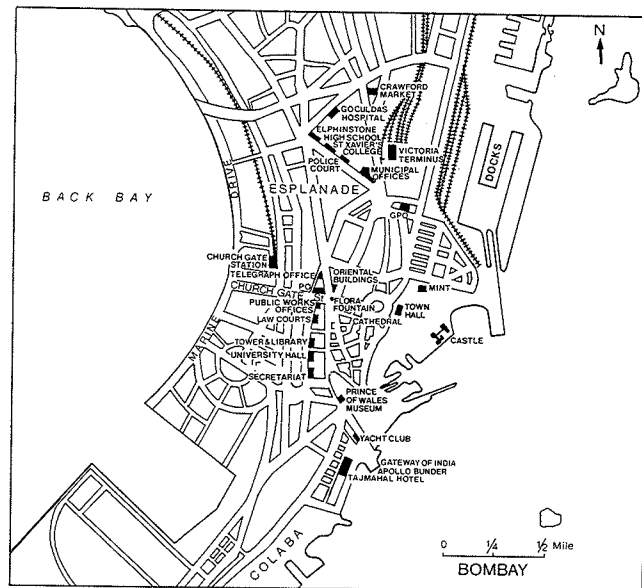 N
CRAWFORD
MARKET
GOCULDAS
HOSPITAL
ELPHINSTONE
HIGH SCHOOL
ST XAVIER'S
COLLEGE
VICTORIA
TERMINUS
POLICE
COURT
MUNICIPAL
OFFICES
DOCKS
ESPLANADE
BACK BAY
MARINE DRIVE
GPO
CHURCH GATE
STATION
TELEGRAPH OFFICE
ORIENTAL
BUILDINGS
CHURCH GATE
PO
MINT
PUBLIC WORKS
OFFICES
FLORA
FOUNTAIN
TOWN
HALL
LAW COURTS
CATHEDRAL
CASTLE
TOWER & LIBRARY
UNIVERSITY HALL
SECRETARIAT
PRINCE
OF WALES
MUSEUM
YACHT CLUB
GATEWAY OF INDIA
APOLLO BUNDER
TAJMAHAL HOTEL
COLABA
0 1/4 1/2 Mile
BOMBAY